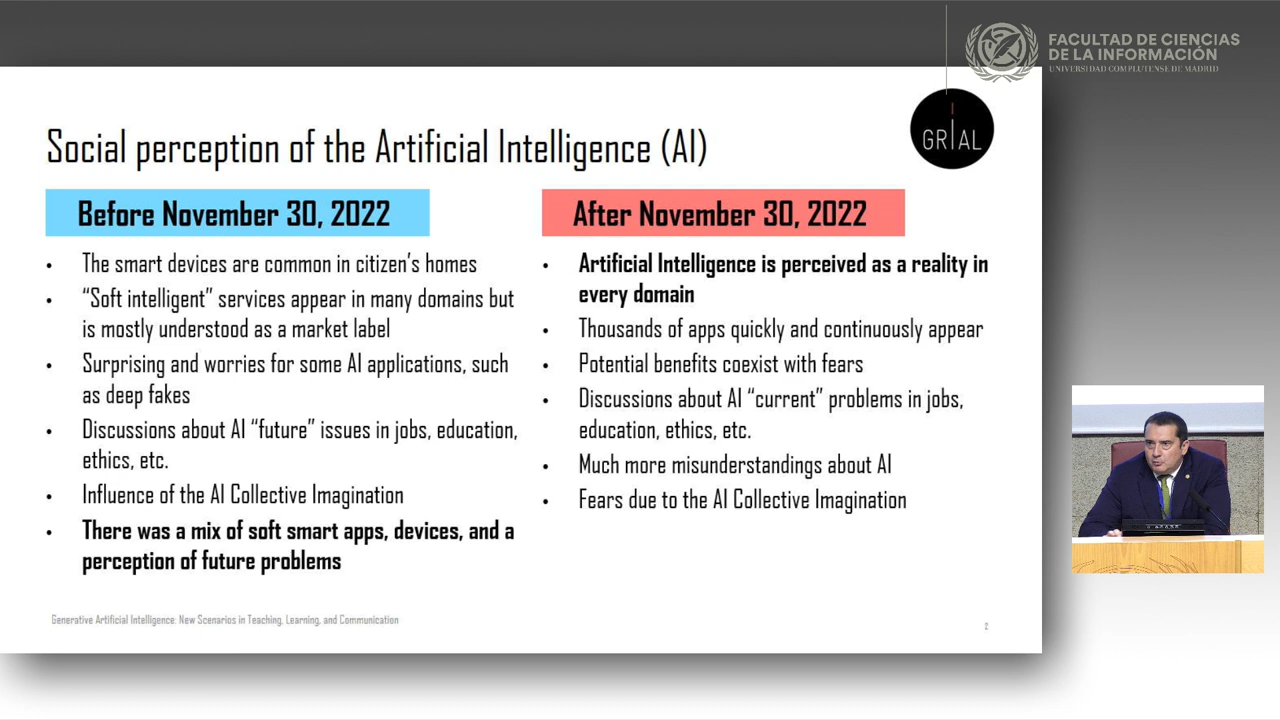 FACULTAD DE CIENCIAS
DE LA INFORMACIÓN
UNIVERSIDAD COMPLUTENSE DE MADRID
GRIAL
Social perception of the Artificial Intelligence (AI)
Before November 30, 2022
• The smart devices are common in citizen’s homes
• “Soft intelligent” services appear in many domains but
is mostly understood as a market label
• Surprising and worries for some AI applications, such
as deep fakes
• Discussions about AI “future” issues in jobs, education,
ethics, etc.
• Influence of the AI Collective Imagination
• There was a mix of soft smart apps, devices, and a
perception of future problems
After November 30, 2022
• Artificial Intelligence is perceived as a reality in
every domain
• Thousands of apps quickly and continuously appear
• Potential benefits coexist with fears
• Discussions about AI “current” problems in jobs,
education, ethics, etc.
• Much more misunderstandings about AI
• Fears due to the AI Collective Imagination
Generative Artificial Intelligence: New Scenarios in Teaching, Learning, and Communication
2